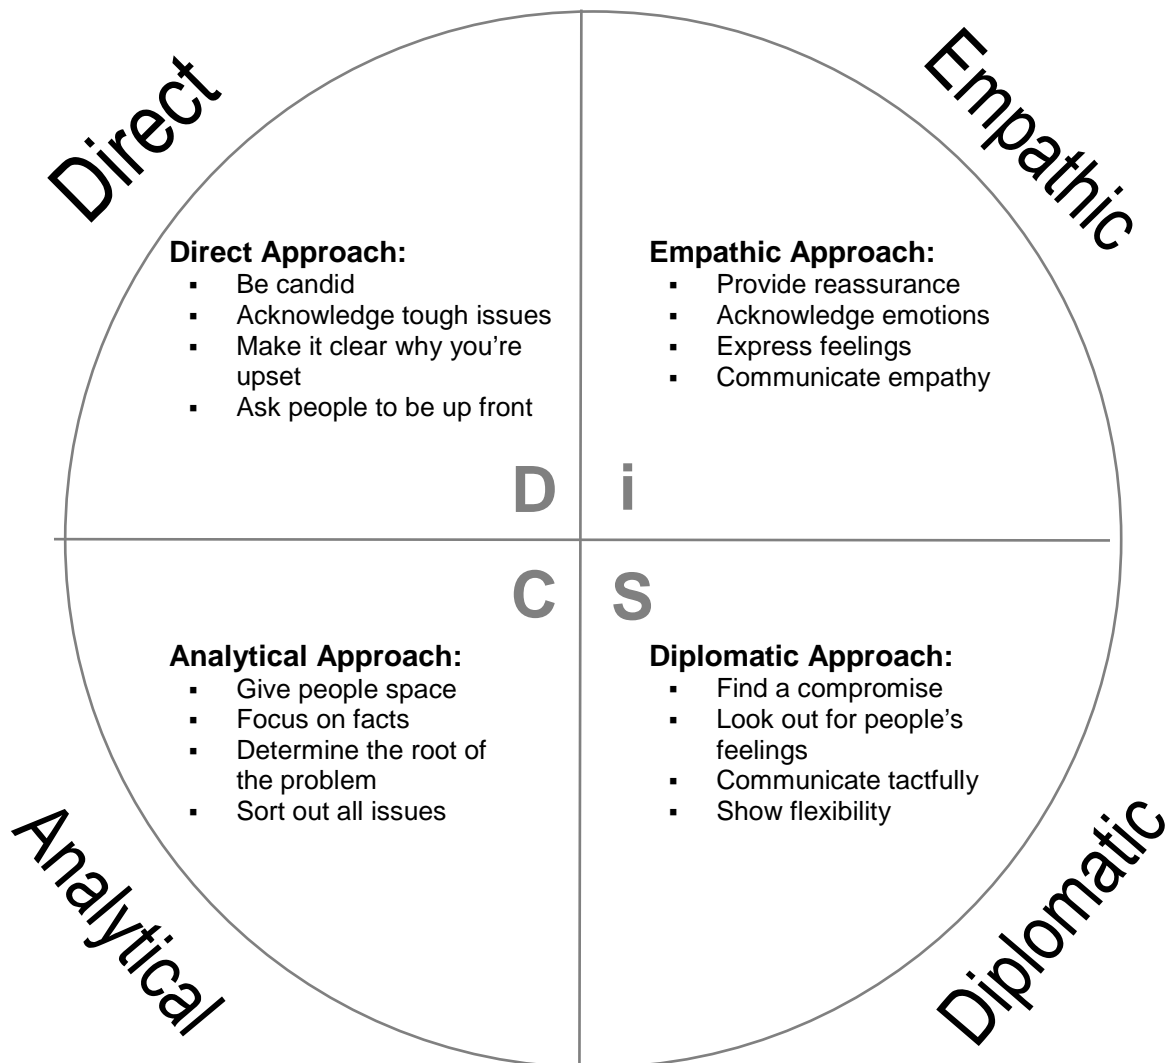 Direct
Empathic
Direct Approach:
▪ Be candid
▪ Acknowledge tough issues
▪ Make it clear why you’re
upset
▪ Ask people to be up front
Empathic Approach:
▪ Provide reassurance
▪ Acknowledge emotions
▪ Express feelings
▪ Communicate empathy
D
i
C
S
Analytical Approach:
▪ Give people space
▪ Focus on facts
▪ Determine the root of
the problem
▪ Sort out all issues
Diplomatic Approach:
▪ Find a compromise
▪ Look out for people’s
feelings
▪ Communicate tactfully
▪ Show flexibility
Analytical
Diplomatic